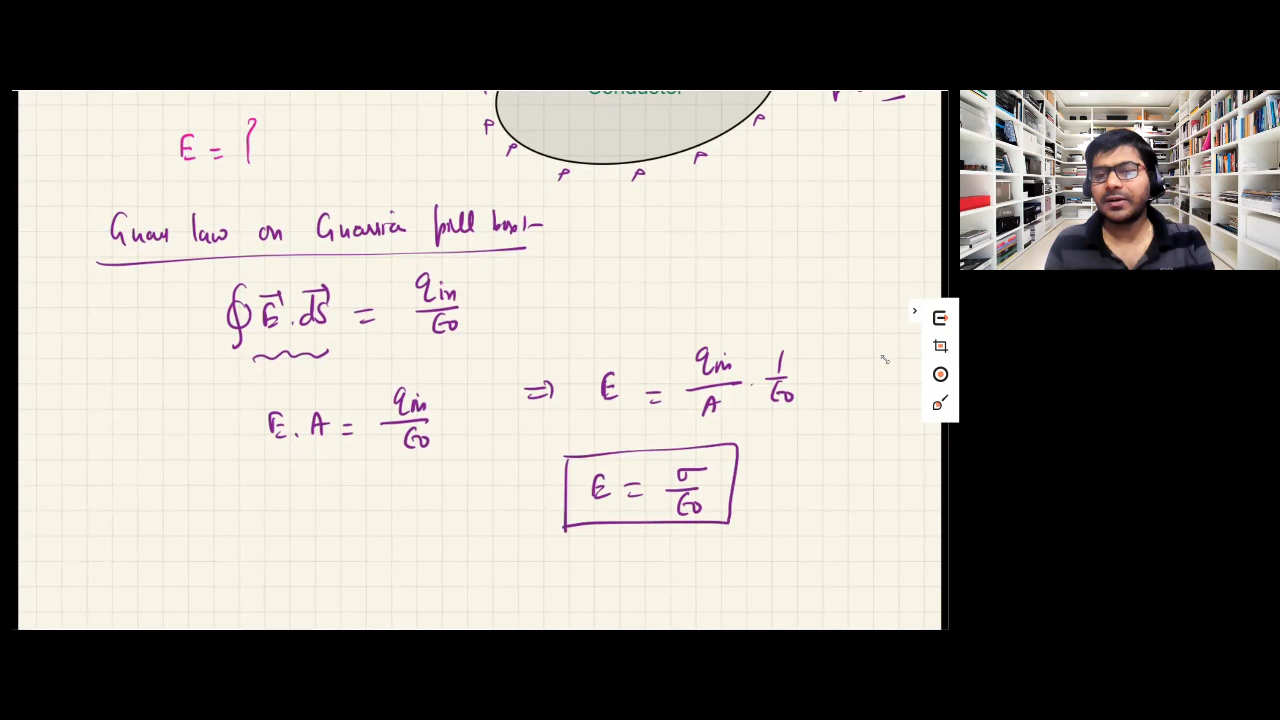 Conductor
P P P P P P
E = ?
Gauss law on Gaussian pill box:-
∮ E⃗ . dS⃗ = qin/ϵ0
E . A = qin/ϵ0
⇒ E = qin/A . 1/ϵ0
E = σ/ϵ0